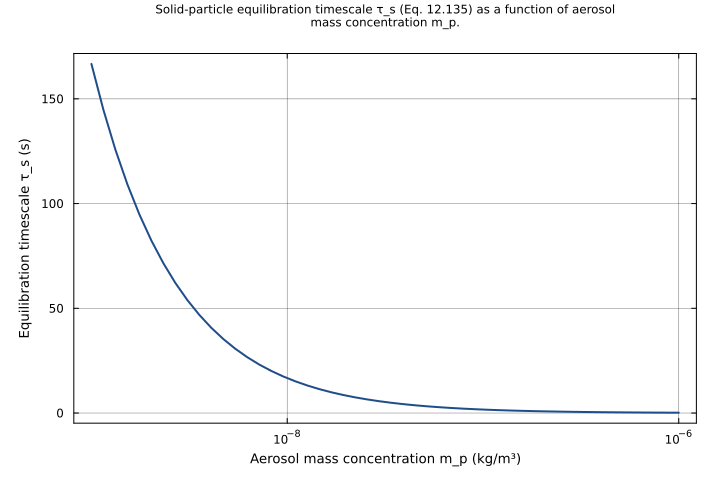 Solid-particle equilibration timescale τ_s (Eq. 12.135) as a function of aerosol
mass concentration m_p.
150
100
50
0
Equilibration timescale τ_s (s)
10⁻⁸
10⁻⁶
Aerosol mass concentration m_p (kg/m³)